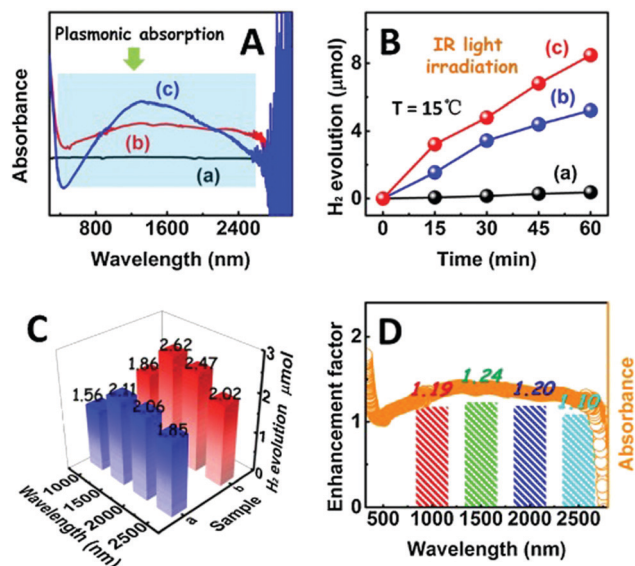 Plasmonic absorption
A
(c)
(b)
(a)
Absorbance
800 1600 2400
Wavelength (nm)
B
IR light
irradiation
(c)
(b)
(a)
T = 15℃
H₂ evolution (μmol)
8
4
0
0 15 30 45 60
Time (min)
C
2.62
1.86
2.47
2.11
1.56
2.06
2.02
1.85
3
2
1
0
H₂ evolution μmol
1000
1500
2000
2500
Wavelength (nm)
a
b
Sample
D
2
1
0
Enhancement factor
Absorbance
1.19
1.24
1.20
1.10
500 1000 1500 2000 2500
Wavelength (nm)